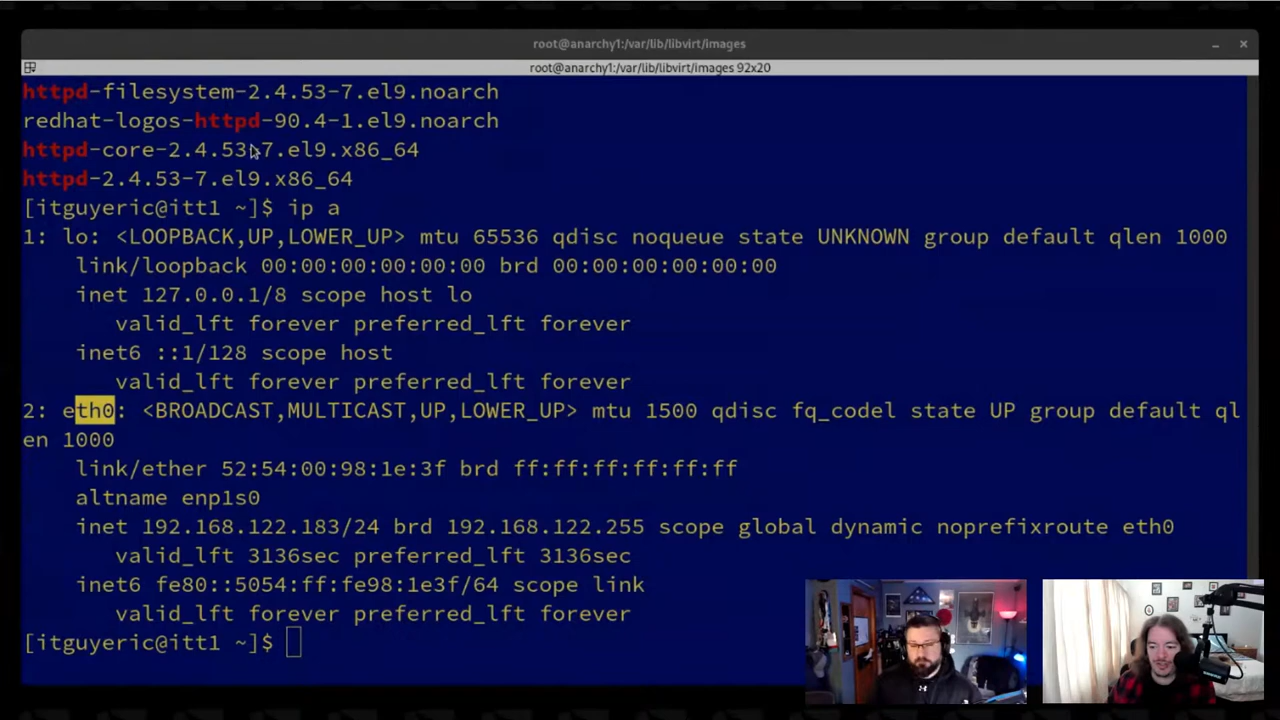 root@anarchy1:/var/lib/libvirt/images
root@anarchy1:/var/lib/libvirt/images 92x20
httpd-filesystem-2.4.53-7.el9.noarch
redhat-logos-httpd-90.4-1.el9.noarch
httpd-core-2.4.53-7.el9.x86_64
httpd-2.4.53-7.el9.x86_64
[itguyeric@itt1 ~]$ ip a
1: lo: <LOOPBACK,UP,LOWER_UP> mtu 65536 qdisc noqueue state UNKNOWN group default qlen 1000
link/loopback 00:00:00:00:00:00 brd 00:00:00:00:00:00
inet 127.0.0.1/8 scope host lo
valid_lft forever preferred_lft forever
inet6 ::1/128 scope host
valid_lft forever preferred_lft forever
2: eth0: <BROADCAST,MULTICAST,UP,LOWER_UP> mtu 1500 qdisc fq_codel state UP group default ql
en 1000
link/ether 52:54:00:98:1e:3f brd ff:ff:ff:ff:ff:ff
altname enp1s0
inet 192.168.122.183/24 brd 192.168.122.255 scope global dynamic noprefixroute eth0
valid_lft 3136sec preferred_lft 3136sec
inet6 fe80::5054:ff:fe98:1e3f/64 scope link
valid_lft forever preferred_lft forever
[itguyeric@itt1 ~]$